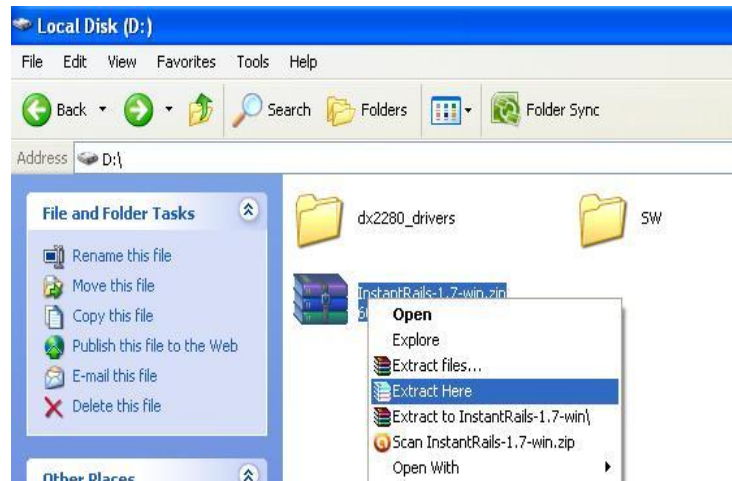 Local Disk (D:)
File Edit View Favorites Tools Help
Back Search Folders Folder Sync
Address D:\
File and Folder Tasks
Rename this file
Move this file
Copy this file
Publish this file to the Web
E-mail this file
Delete this file
Other Places
dx2280_drivers
SW
InstantRails-1.7-win.zip
Open
Explore
Extract files...
Extract Here
Extract to InstantRails-1.7-win\
Scan InstantRails-1.7-win.zip
Open With